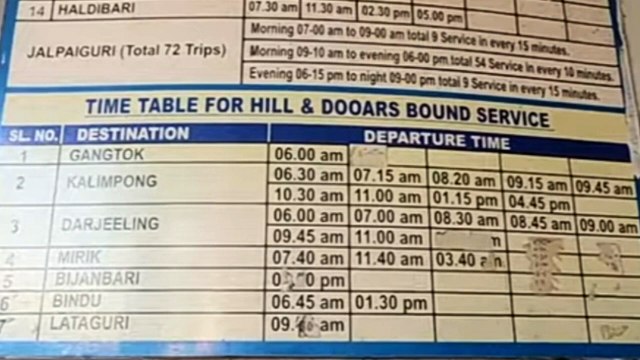 14 HALDIBARI 07.30 am 11.30 am 02.30 pm 05.00 pm
Morning 07-00 am to 09-00 am total 9 Service in every 15 minutes.
JALPAIGURI (Total 72 Trips) Morning 09-10 am to evening 06-00 pm total 54 Service in every 10 minutes.
Evening 06-15 pm to night 09-00 pm total 9 Service in every 15 minutes.
TIME TABLE FOR HILL & DOOARS BOUND SERVICE
SL. NO. DESTINATION DEPARTURE TIME
1 GANGTOK 06.00 am
2 KALIMPONG 06.30 am 07.15 am 08.20 am 09.15 am 09.45 am
10.30 am 11.00 am 01.15 pm 04.45 pm
3 DARJEELING 06.00 am 07.00 am 08.30 am 08.45 am 09.00 am
09.45 am 11.00 am
4 MIRIK 07.40 am 11.40 am 03.40
5 BIJANBARI pm
6 BINDU 06.45 am 01.30 pm
7 LATAGURI am